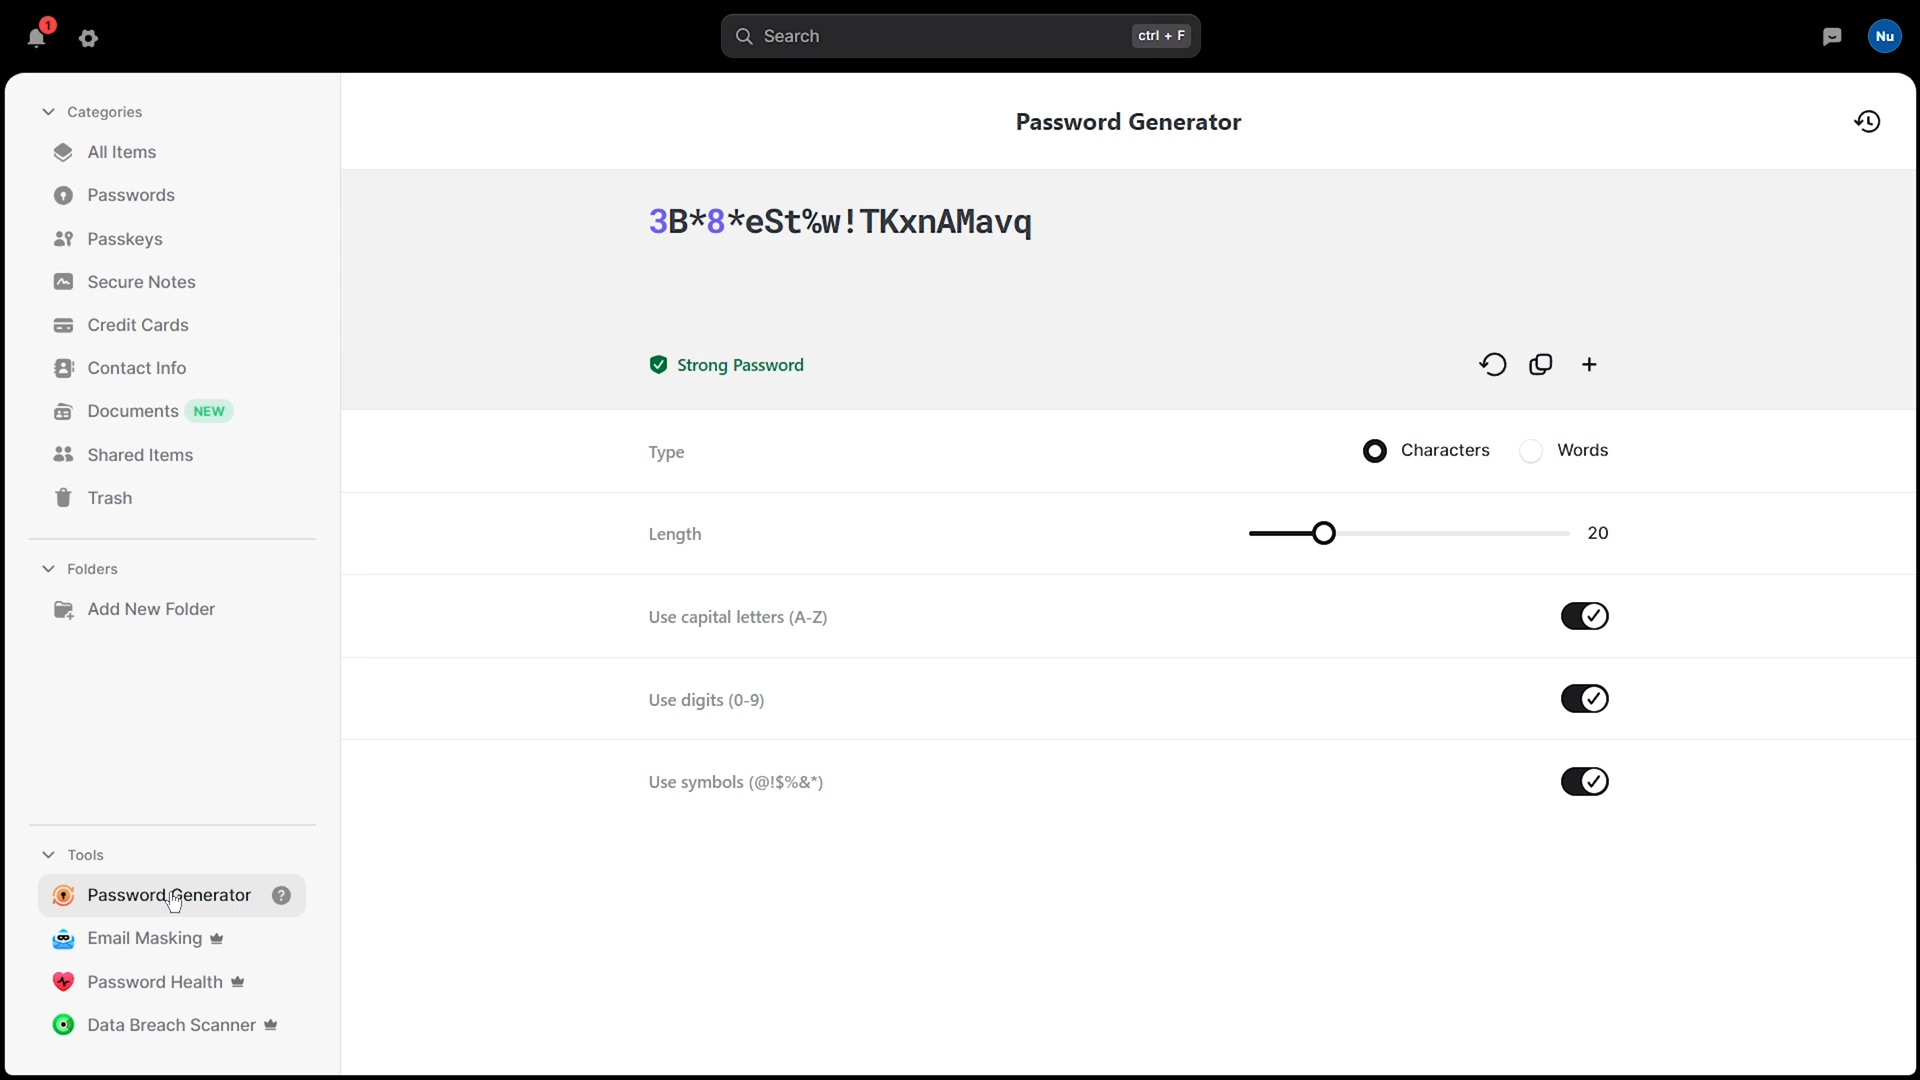 1
Search
ctrl + F
Nu
Categories
All Items
Passwords
Passkeys
Secure Notes
Credit Cards
Contact Info
Documents NEW
Shared Items
Trash
Folders
Add New Folder
Tools
Password Generator ?
Email Masking
Password Health
Data Breach Scanner
Password Generator
3B*8*eSt%w!TKxnAMavq
Strong Password
Type
Characters
Words
Length
20
Use capital letters (A-Z)
Use digits (0-9)
Use symbols (@!$%&*)